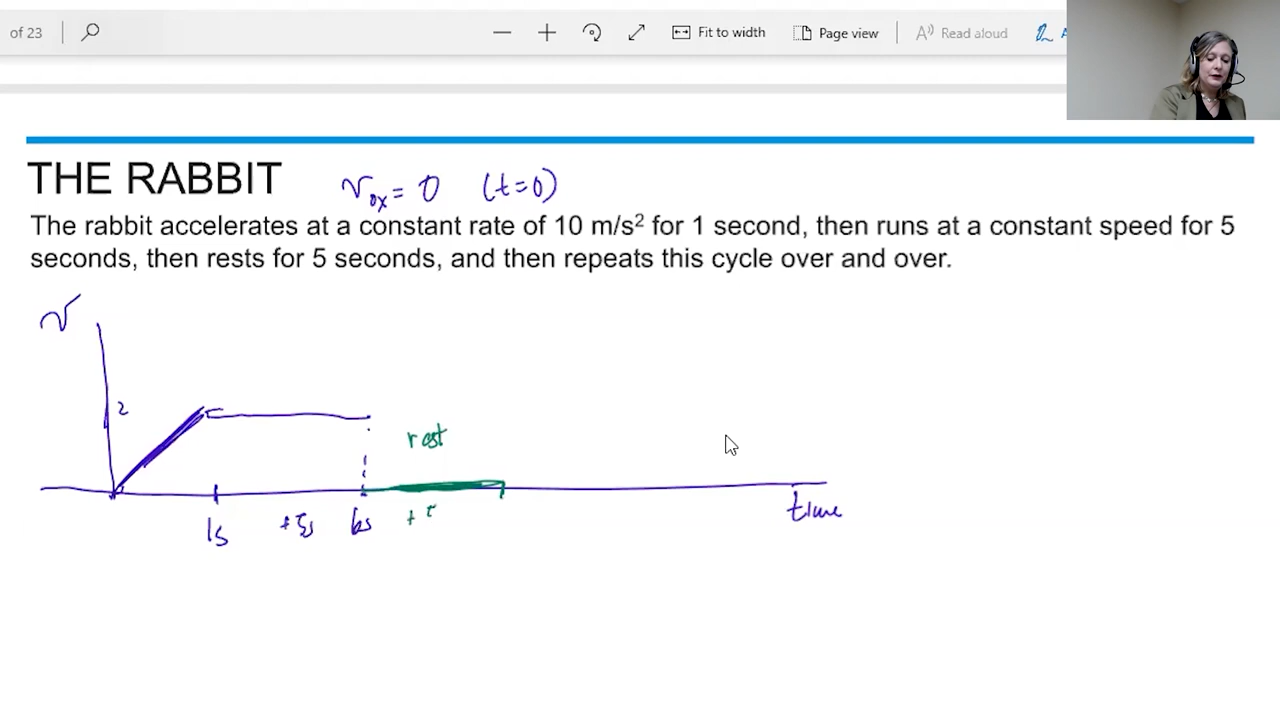 of 23 Fit to width Page view Read aloud
THE RABBIT v₀ₓ = 0 (t=0)
The rabbit accelerates at a constant rate of 10 m/s² for 1 second, then runs at a constant speed for 5
seconds, then rests for 5 seconds, and then repeats this cycle over and over.
v
2
rest
1s +5s 6s + time